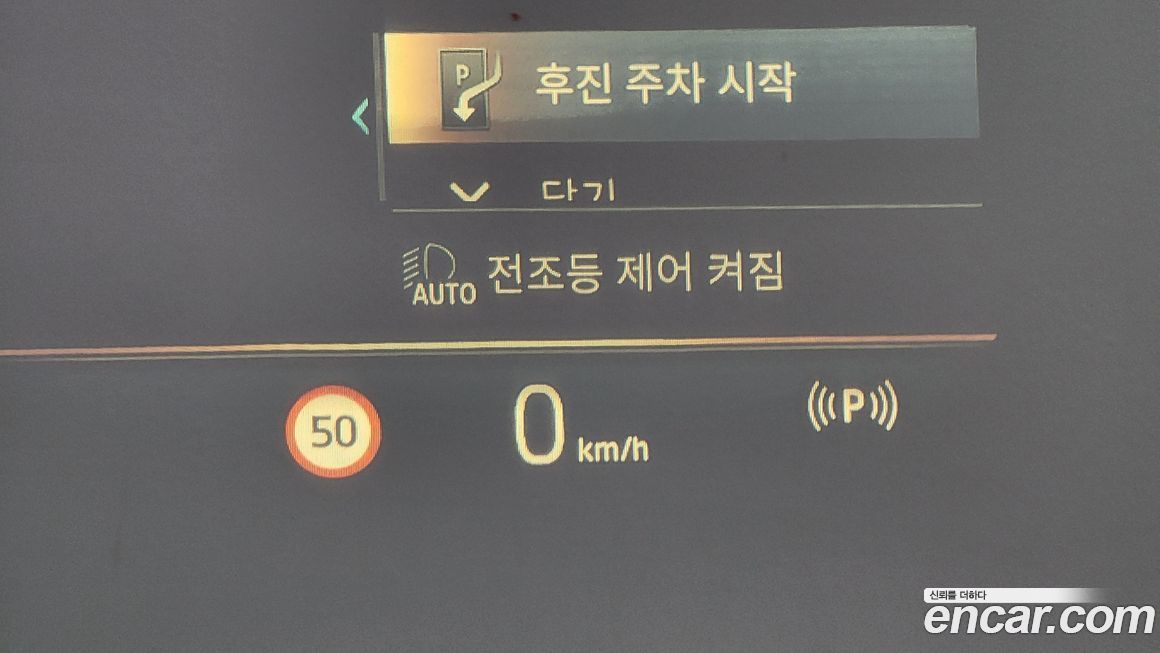 P 후진 주차 시작
다기
AUTO 전조등 제어 켜짐
50 0 km/h P
신뢰를 더하다
encar.com